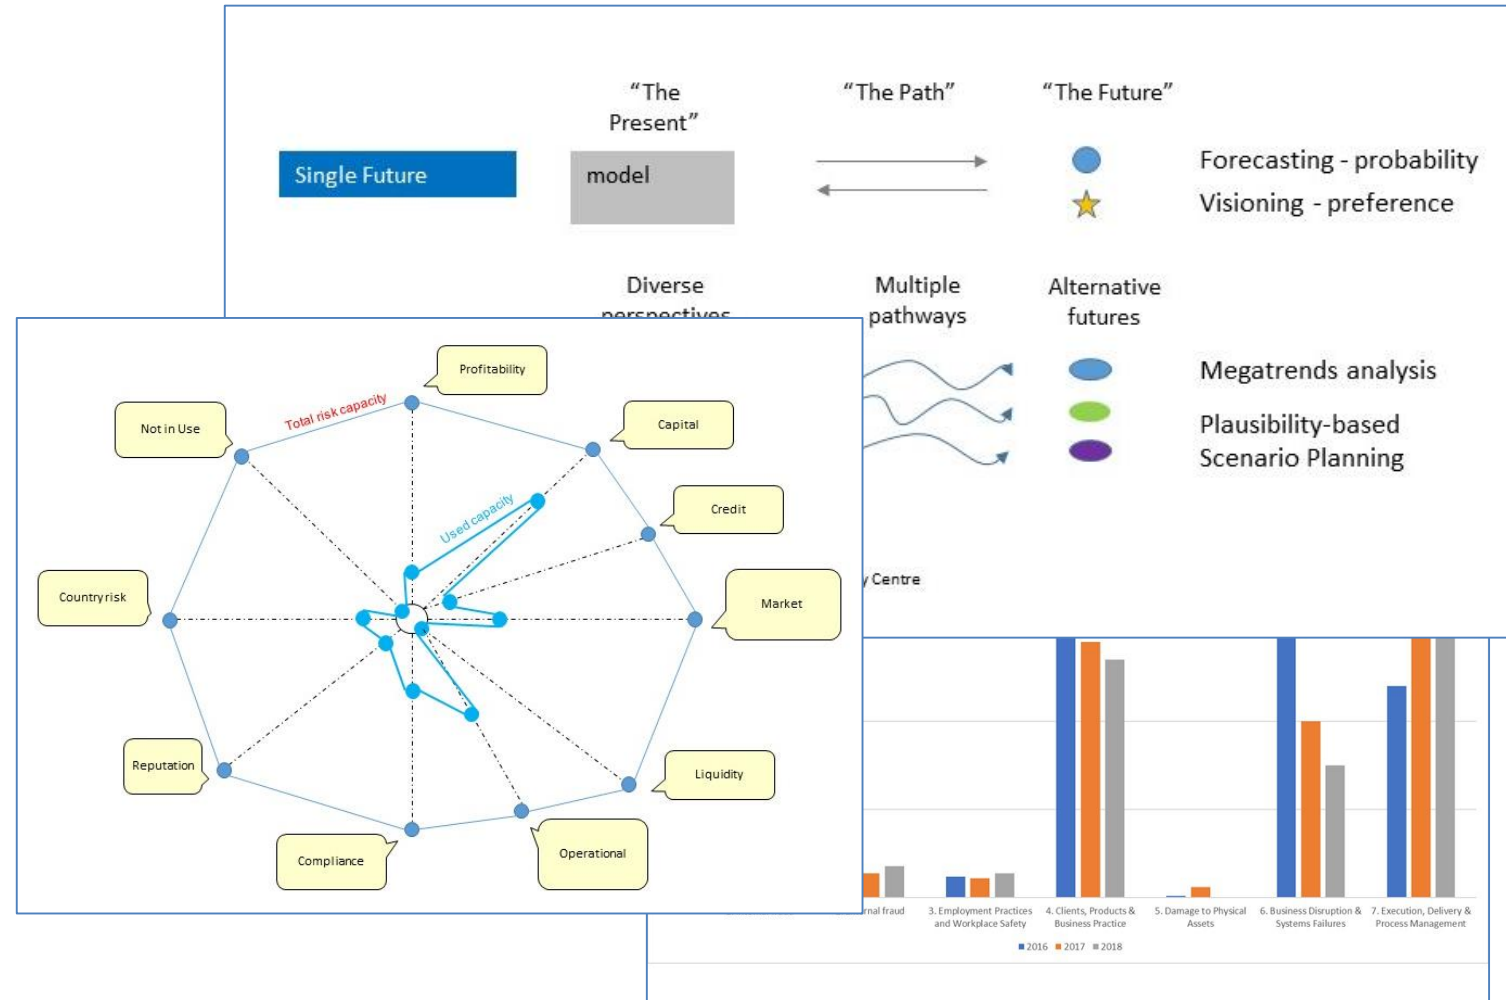 “The
Present”
“The Path”
“The Future”
Single Future
model
Forecasting - probability
Visioning - preference
Diverse
perspectives
Multiple
pathways
Alternative
futures
Megatrends analysis
Plausibility-based
Scenario Planning
Centre
Profitability
Total risk capacity
Not in Use
Capital
Used capacity
Credit
Country risk
Market
Reputation
Liquidity
Compliance
Operational
fraud
3. Employment Practices
and Workplace Safety
4. Clients, Products &
Business Practice
5. Damage to Physical
Assets
6. Business Disruption &
Systems Failures
7. Execution, Delivery &
Process Management
2016 2017 2018